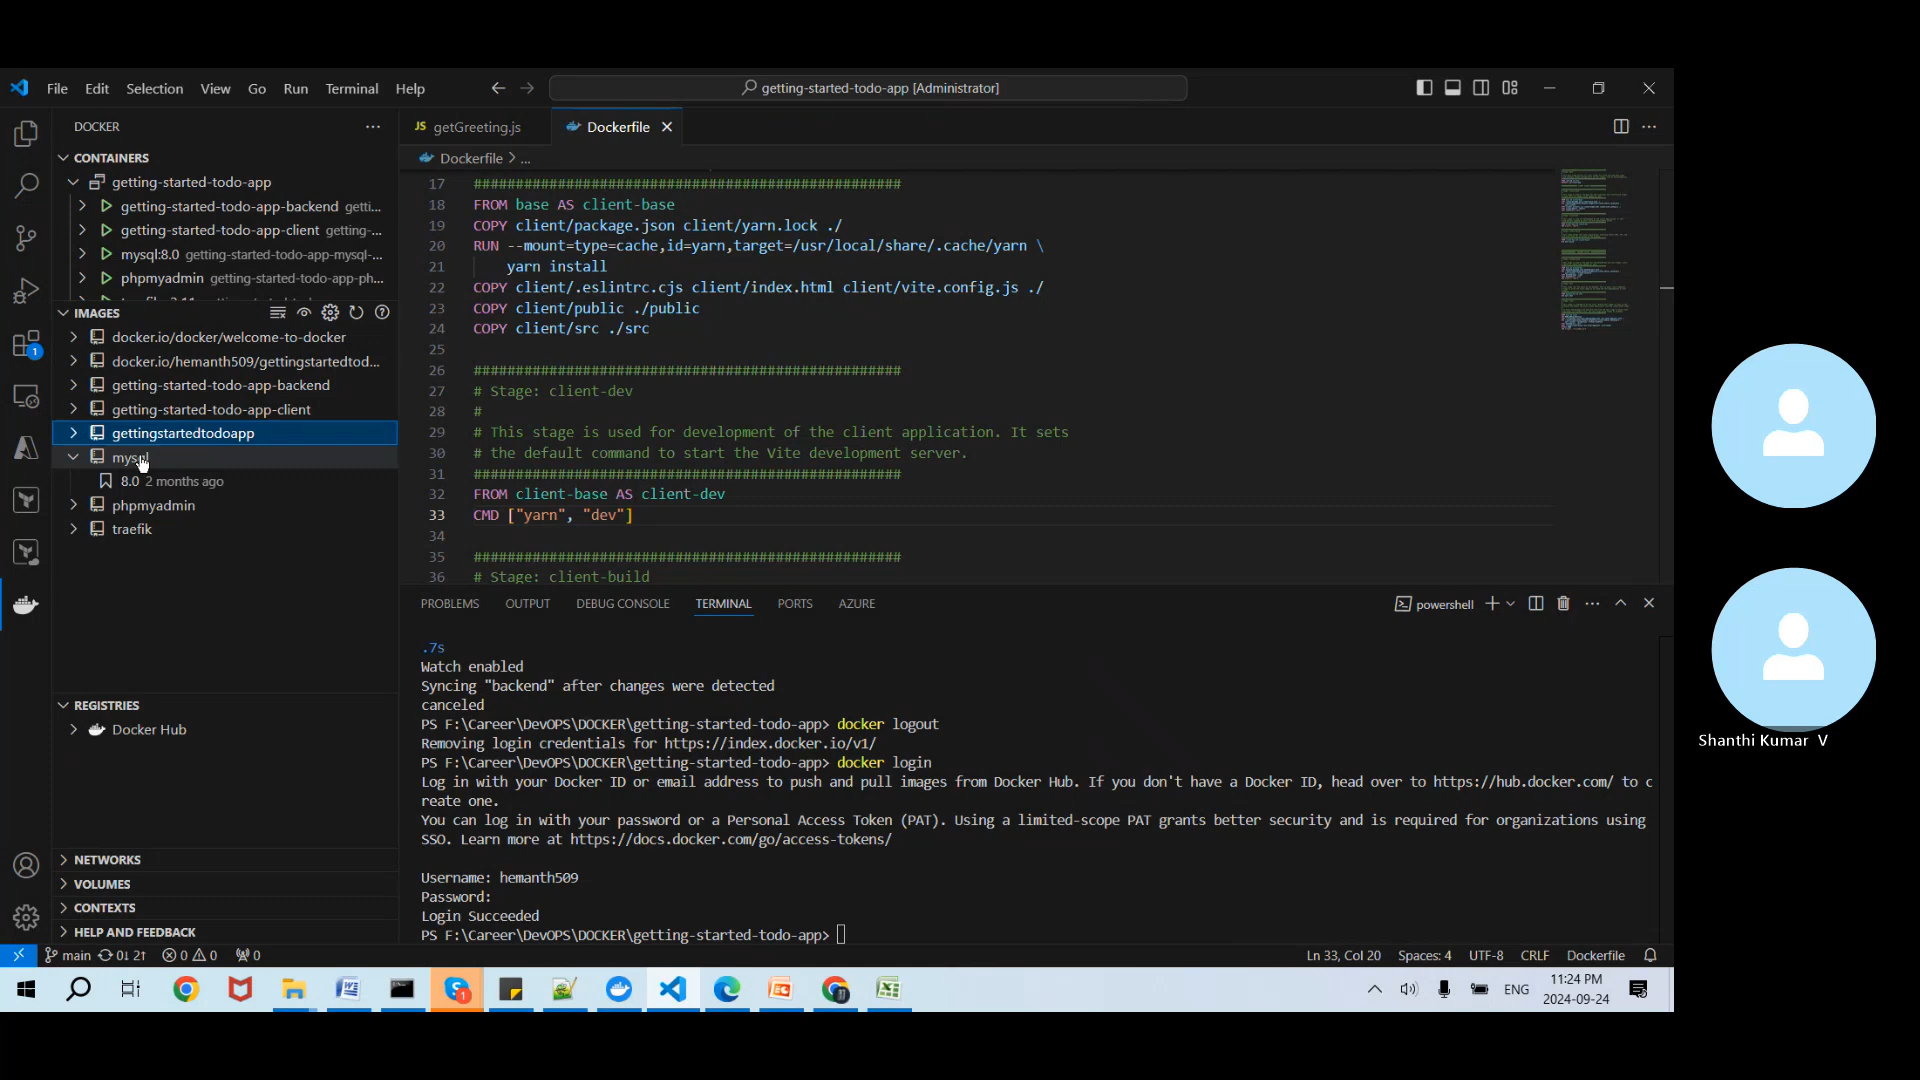 File Edit Selection View Go Run Terminal Help
getting-started-todo-app [Administrator]
DOCKER
CONTAINERS
getting-started-todo-app
getting-started-todo-app-backend getti...
getting-started-todo-app-client getting-...
mysql:8.0 getting-started-todo-app-mysql-...
phpmyadmin getting-started-todo-app-ph...
IMAGES
docker.io/docker/welcome-to-docker
docker.io/hemanth509/gettingstartedtod...
getting-started-todo-app-backend
getting-started-todo-app-client
gettingstartedtodoapp
mysql
8.0 2 months ago
phpmyadmin
traefik
REGISTRIES
Docker Hub
NETWORKS
VOLUMES
CONTEXTS
HELP AND FEEDBACK
1
JS getGreeting.js
Dockerfile
Dockerfile > ...
17 ##################################################
18 FROM base AS client-base
19 COPY client/package.json client/yarn.lock ./
20 RUN --mount=type=cache,id=yarn,target=/usr/local/share/.cache/yarn \
21 yarn install
22 COPY client/.eslintrc.cjs client/index.html client/vite.config.js ./
23 COPY client/public ./public
24 COPY client/src ./src
25
26 ##################################################
27 # Stage: client-dev
28 #
29 # This stage is used for development of the client application. It sets
30 # the default command to start the Vite development server.
31 ##################################################
32 FROM client-base AS client-dev
33 CMD ["yarn", "dev"]
34
35 ##################################################
36 # Stage: client-build
PROBLEMS OUTPUT DEBUG CONSOLE TERMINAL PORTS AZURE
powershell
.7s
Watch enabled
Syncing "backend" after changes were detected
canceled
PS F:\Career\DevOPS\DOCKER\getting-started-todo-app> docker logout
Removing login credentials for https://index.docker.io/v1/
PS F:\Career\DevOPS\DOCKER\getting-started-todo-app> docker login
Log in with your Docker ID or email address to push and pull images from Docker Hub. If you don't have a Docker ID, head over to https://hub.docker.com/ to c
reate one.
You can log in with your password or a Personal Access Token (PAT). Using a limited-scope PAT grants better security and is required for organizations using
SSO. Learn more at https://docs.docker.com/go/access-tokens/
Username: hemanth509
Password:
Login Succeeded
PS F:\Career\DevOPS\DOCKER\getting-started-todo-app>
main 0↓ 2↑ 0 0 0
Ln 33, Col 20 Spaces: 4 UTF-8 CRLF Dockerfile
ENG
11:24 PM
2024-09-24
Shanthi Kumar V